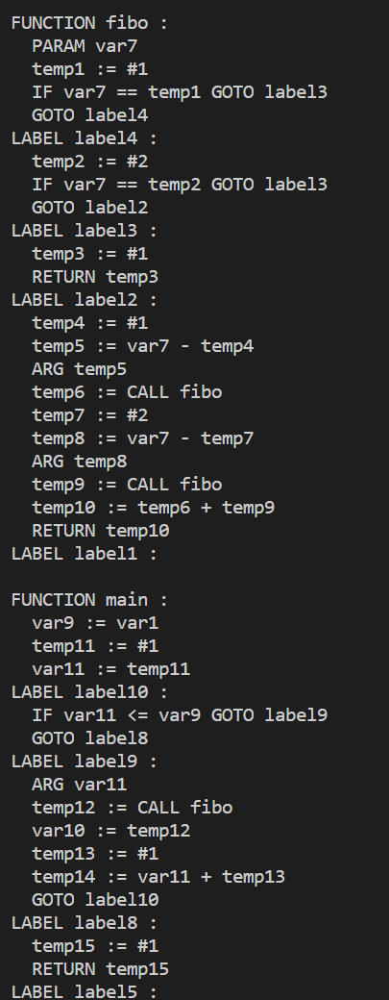 FUNCTION fibo :
  PARAM var7
  temp1 := #1
  IF var7 == temp1 GOTO label3
  GOTO label4
LABEL label4 :
  temp2 := #2
  IF var7 == temp2 GOTO label3
  GOTO label2
LABEL label3 :
  temp3 := #1
  RETURN temp3
LABEL label2 :
  temp4 := #1
  temp5 := var7 - temp4
  ARG temp5
  temp6 := CALL fibo
  temp7 := #2
  temp8 := var7 - temp7
  ARG temp8
  temp9 := CALL fibo
  temp10 := temp6 + temp9
  RETURN temp10
LABEL label1 :

FUNCTION main :
  var9 := var1
  temp11 := #1
  var11 := temp11
LABEL label10 :
  IF var11 <= var9 GOTO label9
  GOTO label8
LABEL label9 :
  ARG var11
  temp12 := CALL fibo
  var10 := temp12
  temp13 := #1
  temp14 := var11 + temp13
  GOTO label10
LABEL label8 :
  temp15 := #1
  RETURN temp15
LABEL label5 :